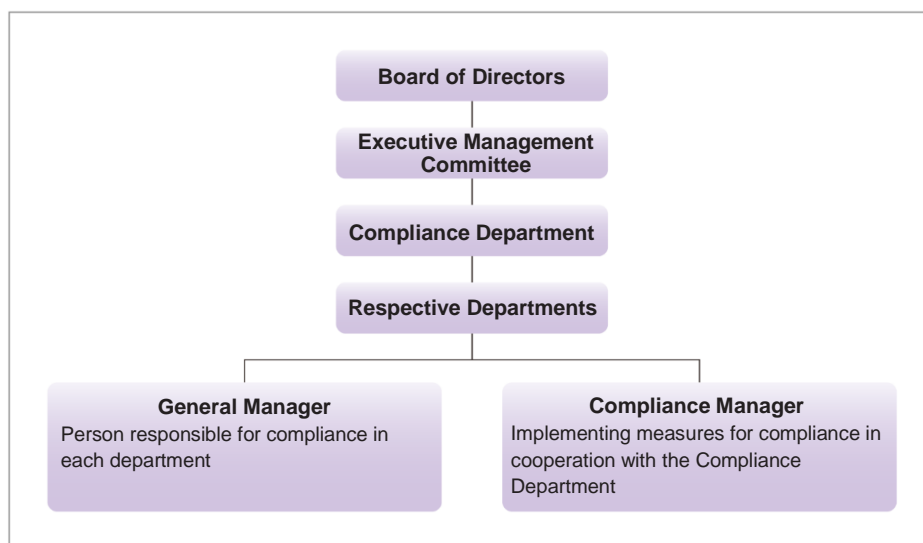 Board of Directors
Executive Management
Committee
Compliance Department
Respective Departments
General Manager
Person responsible for compliance in
each department
Compliance Manager
Implementing measures for compliance in
cooperation with the Compliance
Department